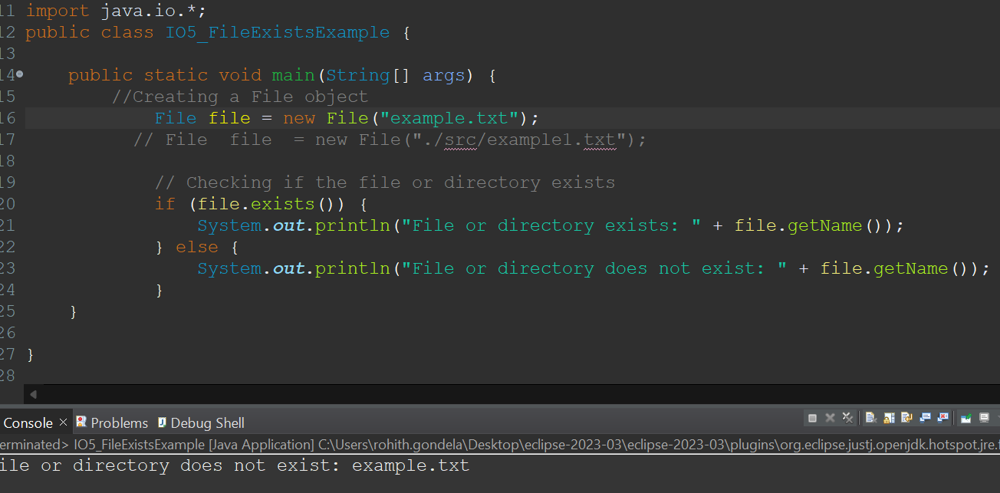 11 import java.io.*;
12 public class IO5_FileExistsExample {
13
14 public static void main(String[] args) {
15 //Creating a File object
16 File file = new File("example.txt");
17 // File  file  = new File("./src/example1.txt");
18
19 // Checking if the file or directory exists
20 if (file.exists()) {
21 System.out.println("File or directory exists: " + file.getName());
22 } else {
23 System.out.println("File or directory does not exist: " + file.getName());
24 }
25 }
26
27 }
28
Console Problems Debug Shell
erminated> IO5_FileExistsExample [Java Application] C:\Users\rohith.gondela\Desktop\eclipse-2023-03\eclipse-2023-03\plugins\org.eclipse.justj.openjdk.hotspot.jre.f
ile or directory does not exist: example.txt